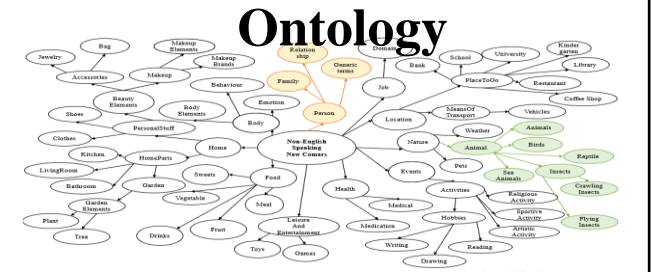 Ontology
Relation
ship
Domain
Kinder
garten
Bag
Makeup
Elements
Jewelry
Makeup
Brands
Generic
terms
School
University
Library
Accessories
Makeup
Behaviour
Family
Bank
PlaceToGo
Restaurant
Job
Coffee Shop
Beauty
Elements
Body
Elements
Emotion
Person
Shoes
PersonalStuff
Body
Location
MeansOf
Transport
Vehicles
Clothes
Weather
Animals
Kitchen
HomeParts
Home
Non-English
Speaking
New Comers
Nature
Animal
Birds
Reptile
LivingRoom
Sweets
Food
Events
Pets
Sea
Animals
Insects
Crawling
Insects
Bathroom
Garden
Vegetable
Health
Activities
Religious
Activity
Garden
Elements
Meal
Medical
Hobbies
Sportive
Activity
Flying
Insects
Plant
Tree
Drinks
Fruit
Leisure
And
Entertainment
Medication
Artistic
Activity
Toys
Games
Writing
Reading
Drawing